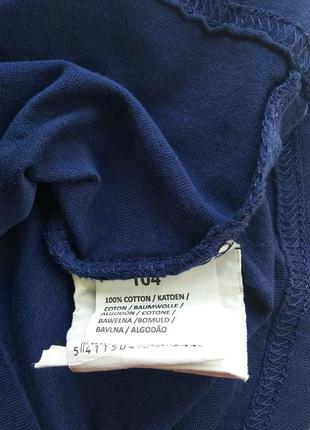 104
100% COTTON / KATOEN /
COTON / BAUMWOLLE /
ALGODÓN / COTONE /
BAWEŁNA / BOMULD /
BAVLNA / ALGODÃO